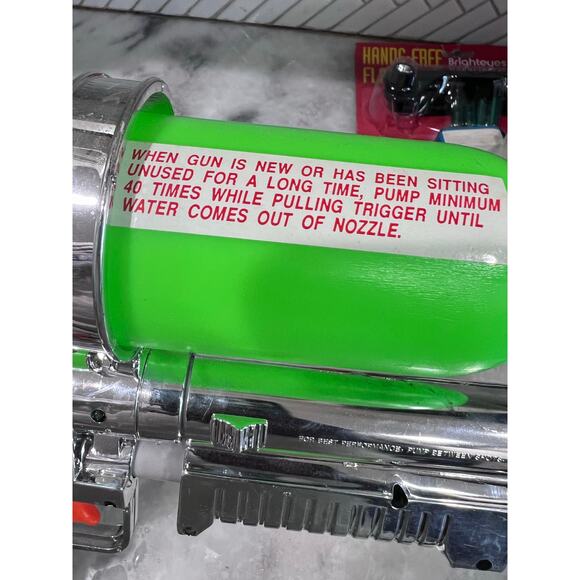 HANDS FREE
Brighteyes
WHEN GUN IS NEW OR HAS BEEN SITTING
UNUSED FOR A LONG TIME, PUMP MINIMUM
40 TIMES WHILE PULLING TRIGGER UNTIL
WATER COMES OUT OF NOZZLE.
FOR BEST PERFORMANCE: PUMP BETWEEN